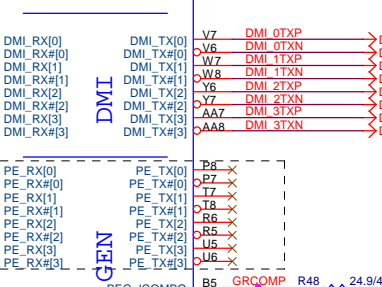 DMI_RX[0] DMI_TX[0] V7 DMI_0TXP
DMI_RX#[0] DMI_TX#[0] V6 DMI_0TXN
DMI_RX[1] DMI_TX[1] W7 DMI_1TXP
DMI_RX#[1] DMI_TX#[1] W8 DMI_1TXN
DMI_RX[2] DMI_TX[2] Y6 DMI_2TXP
DMI_RX#[2] DMI_TX#[2] Y7 DMI_2TXN
DMI_RX[3] DMI_TX[3] AA7 DMI_3TXP
DMI_RX#[3] DMI_TX#[3] AA8 DMI_3TXN
DMI
PE_RX[0] PE_TX[0] P8
PE_RX#[0] PE_TX#[0] P7
PE_RX[1] PE_TX[1] T7
PE_RX#[1] PE_TX#[1] T8
PE_RX[2] PE_TX[2] R6
PE_RX#[2] PE_TX#[2] R5
PE_RX[3] PE_TX[3] U5
PE_RX#[3] PE_TX#[3] U6
GEN
B5 GRCOMP R48 24.9/4